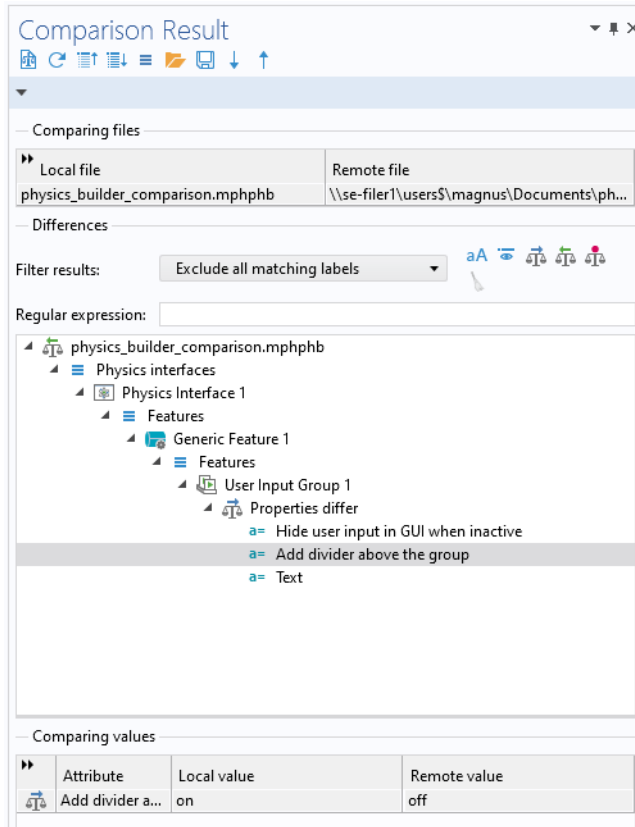 Comparison Result
Comparing files
Local file Remote file
physics_builder_comparison.mphphb \\se-filer1\users$\magnus\Documents\ph...
Differences
Filter results: Exclude all matching labels aA
Regular expression:
physics_builder_comparison.mphphb
Physics interfaces
Physics Interface 1
Features
Generic Feature 1
Features
User Input Group 1
Properties differ
a= Hide user input in GUI when inactive
a= Add divider above the group
a= Text
Comparing values
Attribute Local value Remote value
Add divider a... on off